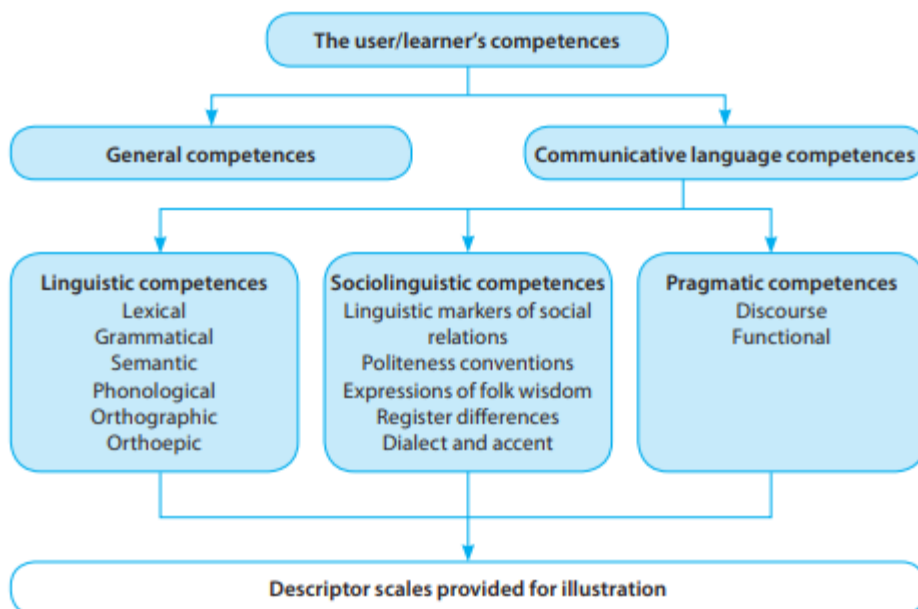 The user/learner's competences
General competences
Communicative language competences
Linguistic competences
Lexical
Grammatical
Semantic
Phonological
Orthographic
Orthoepic
Sociolinguistic competences
Linguistic markers of social
relations
Politeness conventions
Expressions of folk wisdom
Register differences
Dialect and accent
Pragmatic competences
Discourse
Functional
Descriptor scales provided for illustration